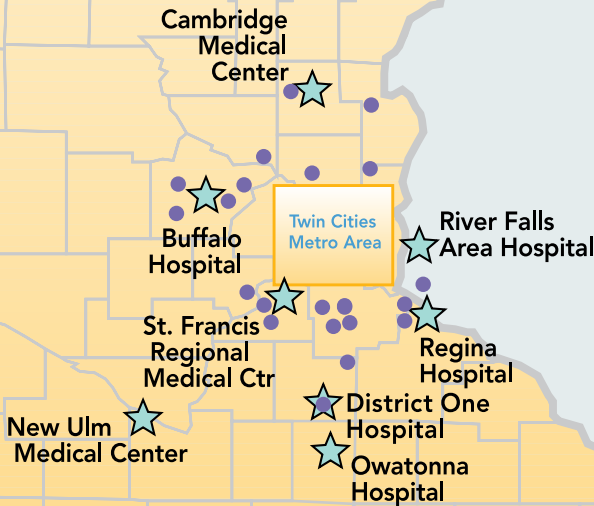 Cambridge
Medical
Center
Twin Cities
Metro Area
River Falls
Area Hospital
Buffalo
Hospital
St. Francis
Regional
Medical Ctr
Regina
Hospital
District One
Hospital
New Ulm
Medical Center
Owatonna
Hospital